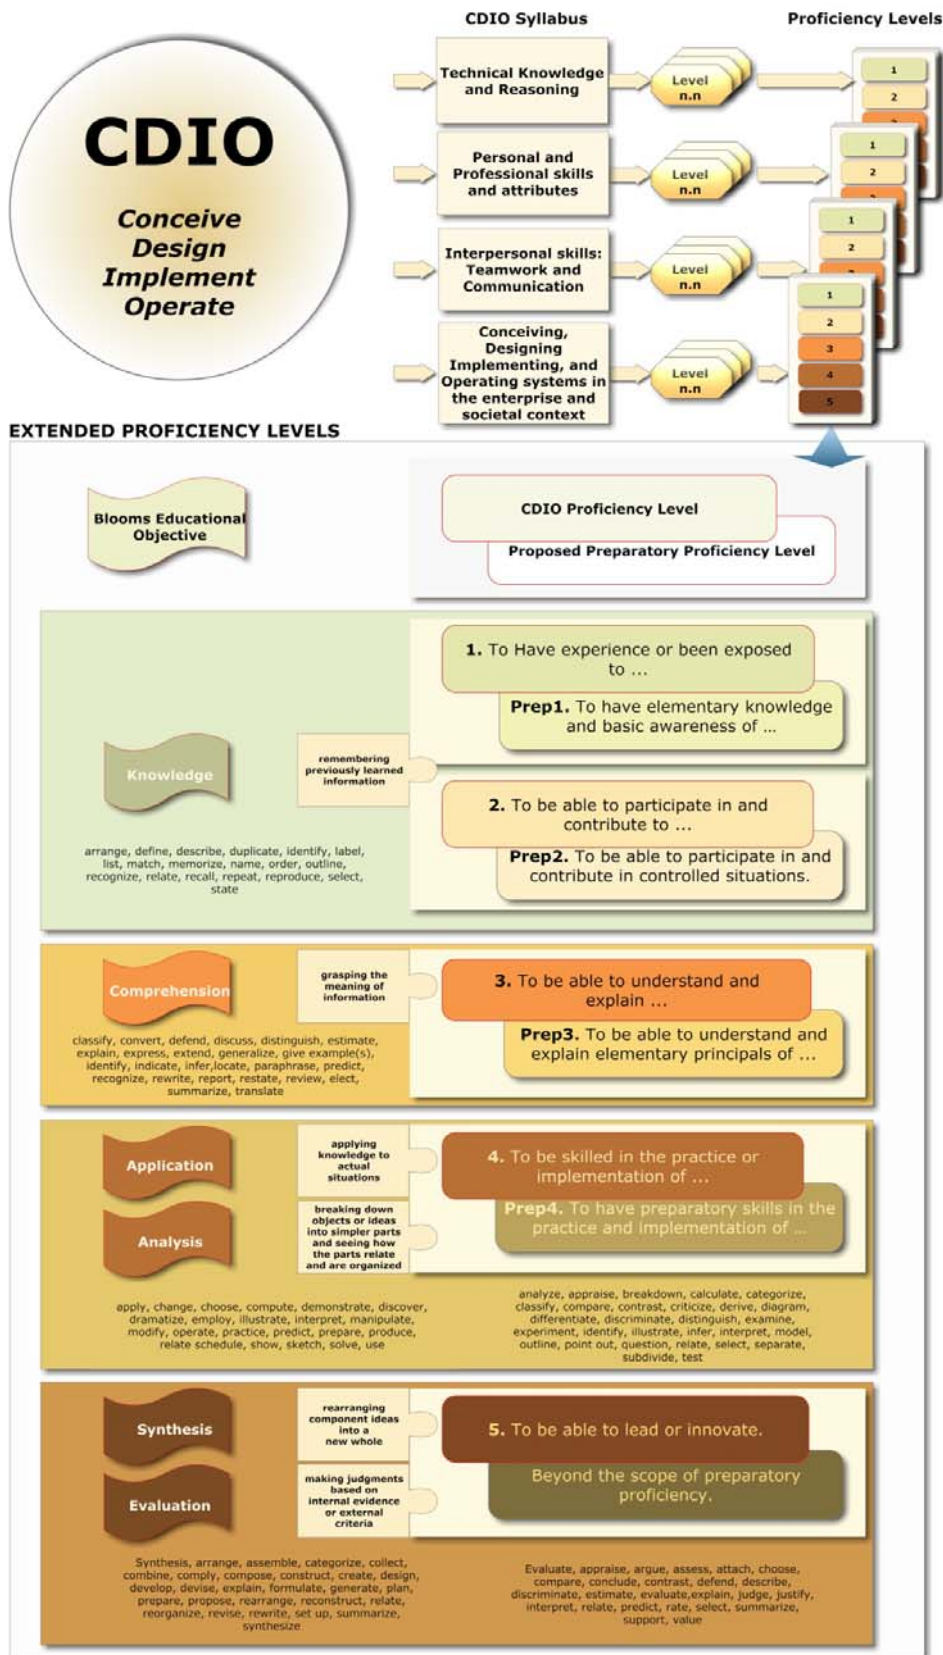 CDIO
Conceive
Design
Implement
Operate
CDIO Syllabus
Proficiency Levels
Technical Knowledge
and Reasoning
Level
n.n
1
2
Personal and
Professional skills
and attributes
Level
n.n
1
2
Interpersonal skills:
Teamwork and
Communication
Level
n.n
1
2
Conceiving,
Designing
Implementing, and
Operating systems in
the enterprise and
societal context
Level
n.n
1
2
3
4
5
EXTENDED PROFICIENCY LEVELS
Blooms Educational
Objective
CDIO Proficiency Level
Proposed Preparatory Proficiency Level
Knowledge
remembering
previously learned
information
arrange, define, describe, duplicate, identify, label,
list, match, memorize, name, order, outline,
recognize, relate, recall, repeat, reproduce, select,
state
1. To Have experience or been exposed
to ...
Prep1. To have elementary knowledge
and basic awareness of ...
2. To be able to participate in and
contribute to ...
Prep2. To be able to participate in and
contribute in controlled situations.
Comprehension
grasping the
meaning of
information
classify, convert, defend, discuss, distinguish, estimate,
explain, express, extend, generalize, give example(s),
identify, indicate, infer,locate, paraphrase, predict,
recognize, rewrite, report, restate, review, elect,
summarize, translate
3. To be able to understand and
explain ...
Prep3. To be able to understand and
explain elementary principals of ...
Application
applying
knowledge to
actual
situations
Analysis
breaking down
objects or ideas
into simpler parts
and seeing how
the parts relate
and are organized
4. To be skilled in the practice or
implementation of ...
Prep4. To have preparatory skills in the
practice and implementation of ...
apply, change, choose, compute, demonstrate, discover,
dramatize, employ, illustrate, interpret, manipulate,
modify, operate, practice, predict, prepare, produce,
relate schedule, show, sketch, solve, use
analyze, appraise, breakdown, calculate, categorize,
classify, compare, contrast, criticize, derive, diagram,
differentiate, discriminate, distinguish, examine,
experiment, identify, illustrate, infer, interpret, model,
outline, point out, question, relate, select, separate,
subdivide, test
Synthesis
rearranging
component ideas
into a
new whole
Evaluation
making judgments
based on
internal evidence
or external
criteria
5. To be able to lead or innovate.
Beyond the scope of preparatory
proficiency.
Synthesis, arrange, assemble, categorize, collect,
combine, comply, compose, construct, create, design,
develop, devise, explain, formulate, generate, plan,
prepare, propose, rearrange, reconstruct, relate,
reorganize, revise, rewrite, set up, summarize,
synthesize
Evaluate, appraise, argue, assess, attach, choose,
compare, conclude, contrast, defend, describe,
discriminate, estimate, evaluate,explain, judge, justify,
interpret, relate, predict, rate, select, summarize,
support, value